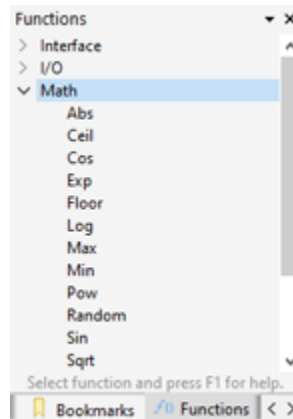 Functions
Interface
I/O
Math
Abs
Ceil
Cos
Exp
Floor
Log
Max
Min
Pow
Random
Sin
Sqrt
Select function and press F1 for help.
Bookmarks f() Functions